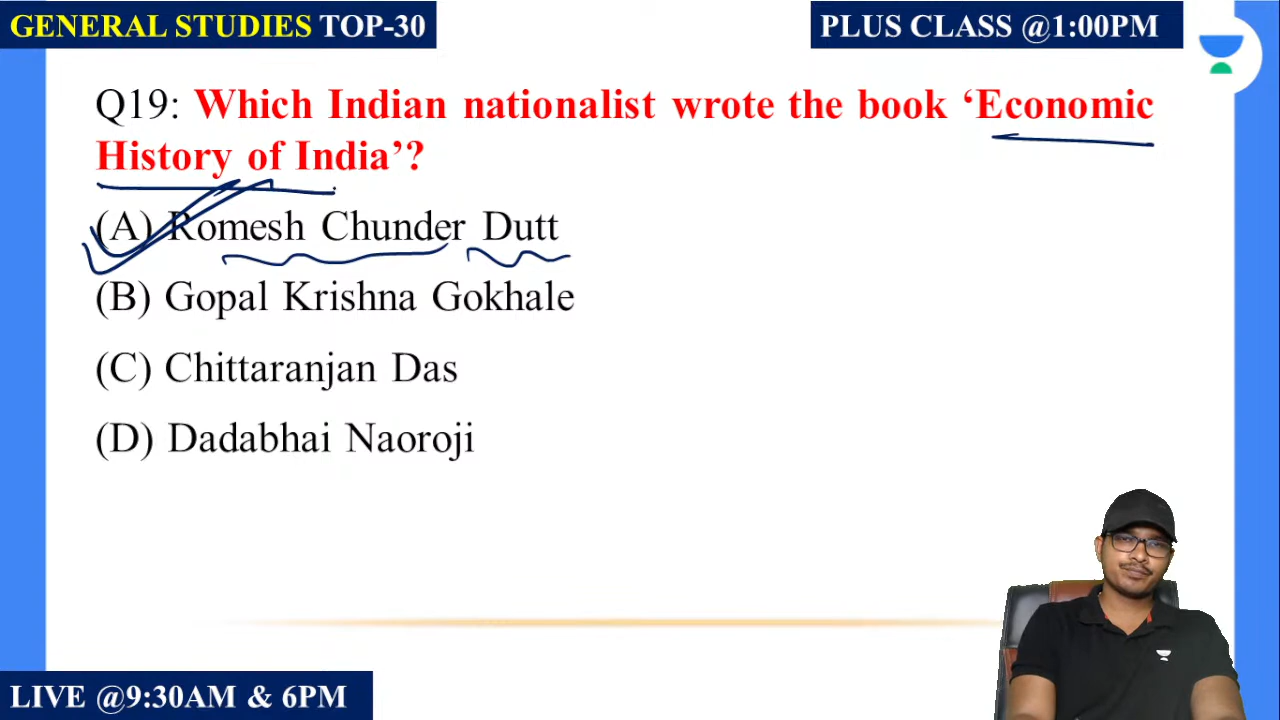 GENERAL STUDIES TOP-30
PLUS CLASS @1:00PM
Q19: Which Indian nationalist wrote the book ‘Economic
History of India’?
(A) Romesh Chunder Dutt
(B) Gopal Krishna Gokhale
(C) Chittaranjan Das
(D) Dadabhai Naoroji
LIVE @9:30AM & 6PM